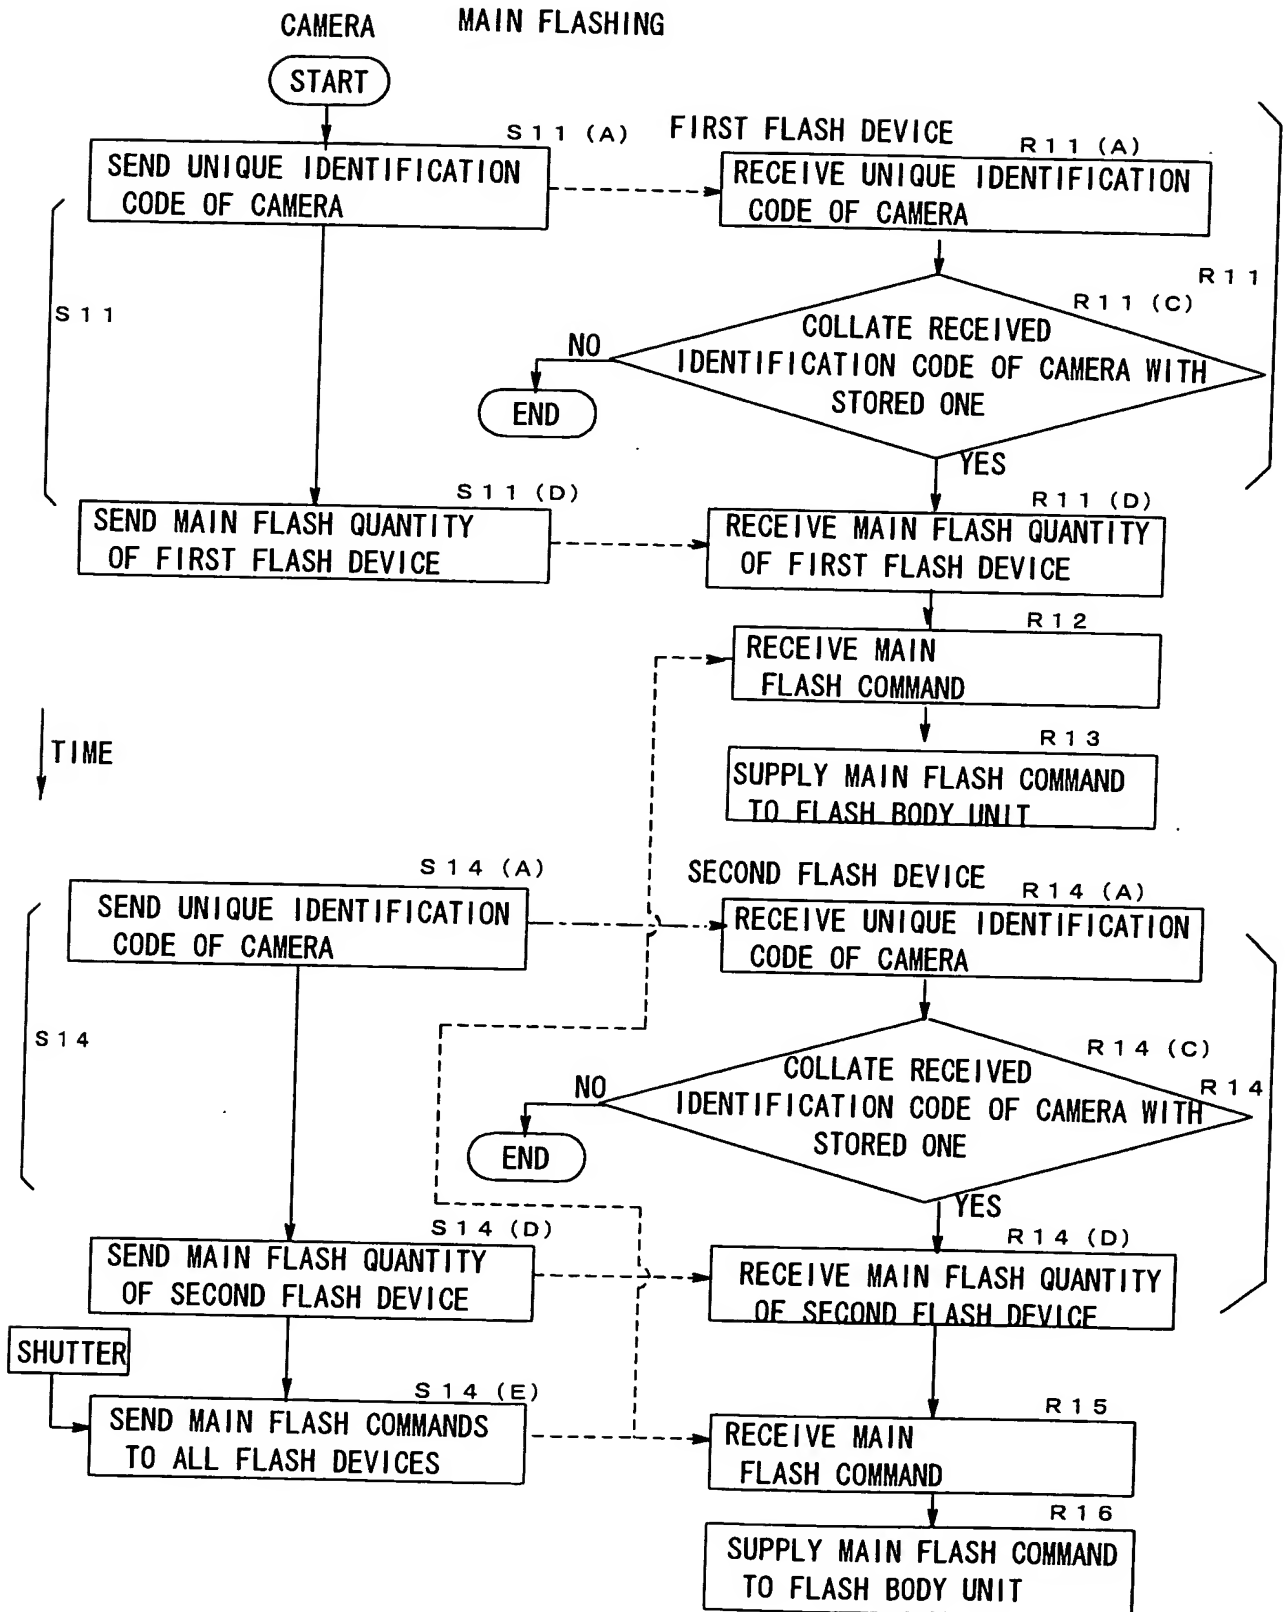 CAMERA MAIN FLASHING
START
S11 (A)
SEND UNIQUE IDENTIFICATION
CODE OF CAMERA
FIRST FLASH DEVICE
R11 (A)
RECEIVE UNIQUE IDENTIFICATION
CODE OF CAMERA
R11
S11
R11 (C)
COLLATE RECEIVED
IDENTIFICATION CODE OF CAMERA WITH
STORED ONE
NO
END
YES
S11 (D)
SEND MAIN FLASH QUANTITY
OF FIRST FLASH DEVICE
R11 (D)
RECEIVE MAIN FLASH QUANTITY
OF FIRST FLASH DEVICE
R12
RECEIVE MAIN
FLASH COMMAND
TIME
R13
SUPPLY MAIN FLASH COMMAND
TO FLASH BODY UNIT
S14 (A)
SEND UNIQUE IDENTIFICATION
CODE OF CAMERA
SECOND FLASH DEVICE
R14 (A)
RECEIVE UNIQUE IDENTIFICATION
CODE OF CAMERA
S14
R14 (C)
R14
COLLATE RECEIVED
IDENTIFICATION CODE OF CAMERA WITH
STORED ONE
NO
END
YES
S14 (D)
SEND MAIN FLASH QUANTITY
OF SECOND FLASH DEVICE
R14 (D)
RECEIVE MAIN FLASH QUANTITY
OF SECOND FLASH DEVICE
SHUTTER
S14 (E)
SEND MAIN FLASH COMMANDS
TO ALL FLASH DEVICES
R15
RECEIVE MAIN
FLASH COMMAND
R16
SUPPLY MAIN FLASH COMMAND
TO FLASH BODY UNIT